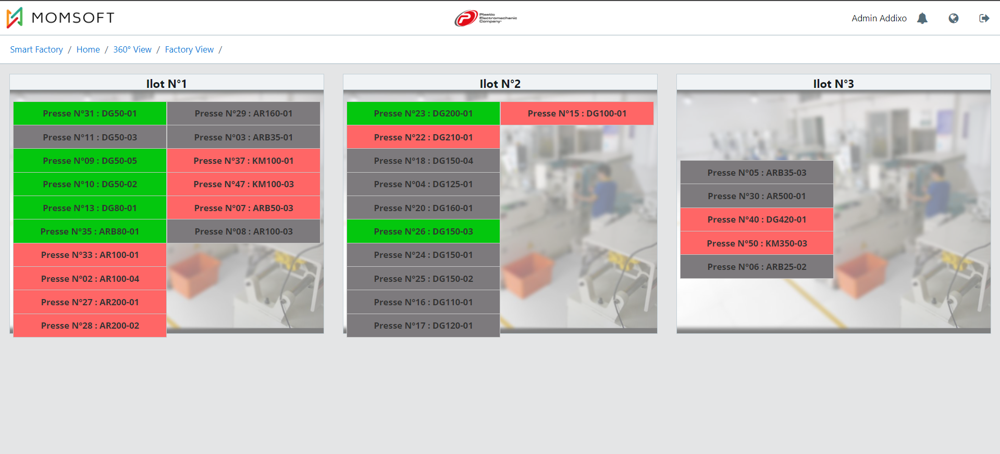 MOMSOFT
Plastic
Electromechanic
Company
Admin Addixo
Smart Factory / Home / 360° View / Factory View /
Ilot N°1
Presse N°31 : DG50-01
Presse N°29 : AR160-01
Presse N°11 : DG50-03
Presse N°03 : ARB35-01
Presse N°09 : DG50-05
Presse N°37 : KM100-01
Presse N°10 : DG50-02
Presse N°47 : KM100-03
Presse N°13 : DG80-01
Presse N°07 : ARB50-03
Presse N°35 : ARB80-01
Presse N°08 : AR100-03
Presse N°33 : AR100-01
Presse N°02 : AR100-04
Presse N°27 : AR200-01
Presse N°28 : AR200-02
Ilot N°2
Presse N°23 : DG200-01
Presse N°15 : DG100-01
Presse N°22 : DG210-01
Presse N°18 : DG150-04
Presse N°04 : DG125-01
Presse N°20 : DG160-01
Presse N°26 : DG150-03
Presse N°24 : DG150-01
Presse N°25 : DG150-02
Presse N°16 : DG110-01
Presse N°17 : DG120-01
Ilot N°3
Presse N°05 : ARB35-03
Presse N°30 : AR500-01
Presse N°40 : DG420-01
Presse N°50 : KM350-03
Presse N°06 : ARB25-02